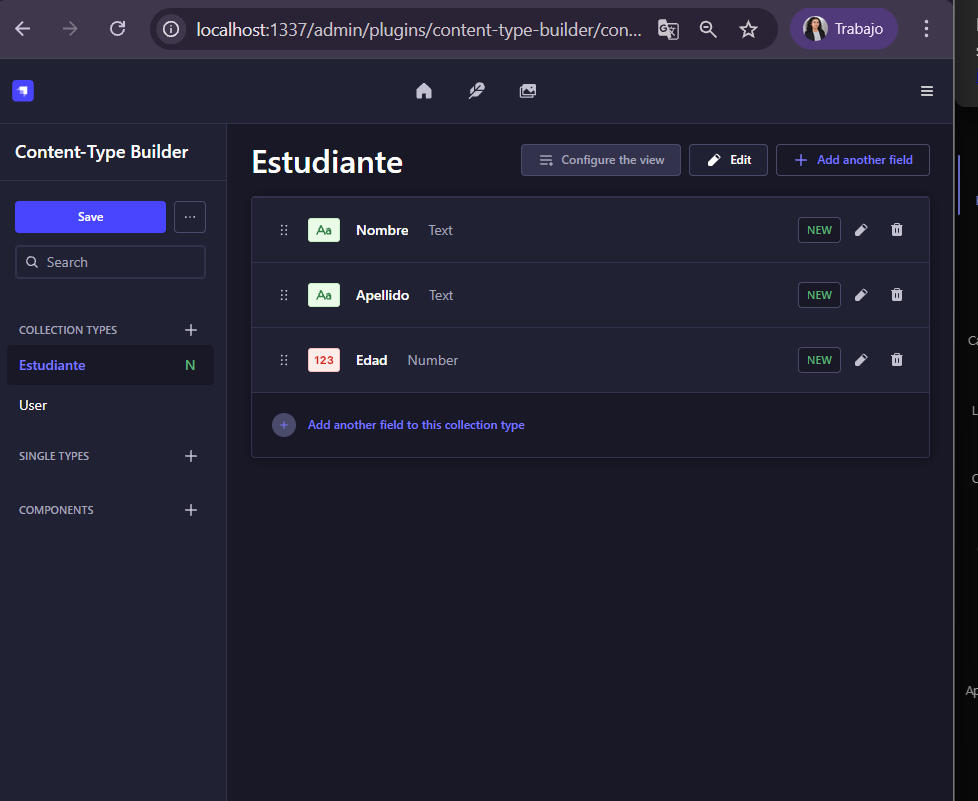 localhost:1337/admin/plugins/content-type-builder/con...
Trabajo
Content-Type Builder
Save
Search
COLLECTION TYPES
Estudiante N
User
SINGLE TYPES
COMPONENTS
Estudiante
Configure the view
Edit
Add another field
Aa Nombre Text NEW
Aa Apellido Text NEW
123 Edad Number NEW
Add another field to this collection type